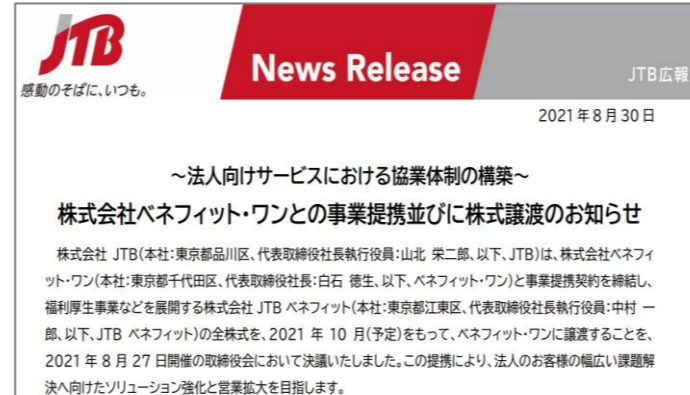 JTB
感動のそばに、いつも。
News Release
JTB広報
2021年8月30日
～法人向けサービスにおける協業体制の構築～
株式会社ベネフィット・ワンとの事業提携並びに株式譲渡のお知らせ
株式会社 JTB(本社:東京都品川区、代表取締役社長執行役員:山北 栄二郎、以下、JTB)は、株式会社ベネフィ
ット・ワン(本社:東京都千代田区、代表取締役社長:白石 徳生、以下、ベネフィット・ワン)と事業提携契約を締結し、
福利厚生事業などを展開する株式会社 JTB ベネフィット(本社:東京都江東区、代表取締役社長執行役員:中村 一
郎、以下、JTB ベネフィット)の全株式を、2021 年 10 月(予定)をもって、ベネフィット・ワンに譲渡することを、
2021 年 8 月 27 日開催の取締役会において決議いたしました。この提携により、法人のお客様の幅広い課題解
決へ向けたソリューション強化と営業拡大を目指します。